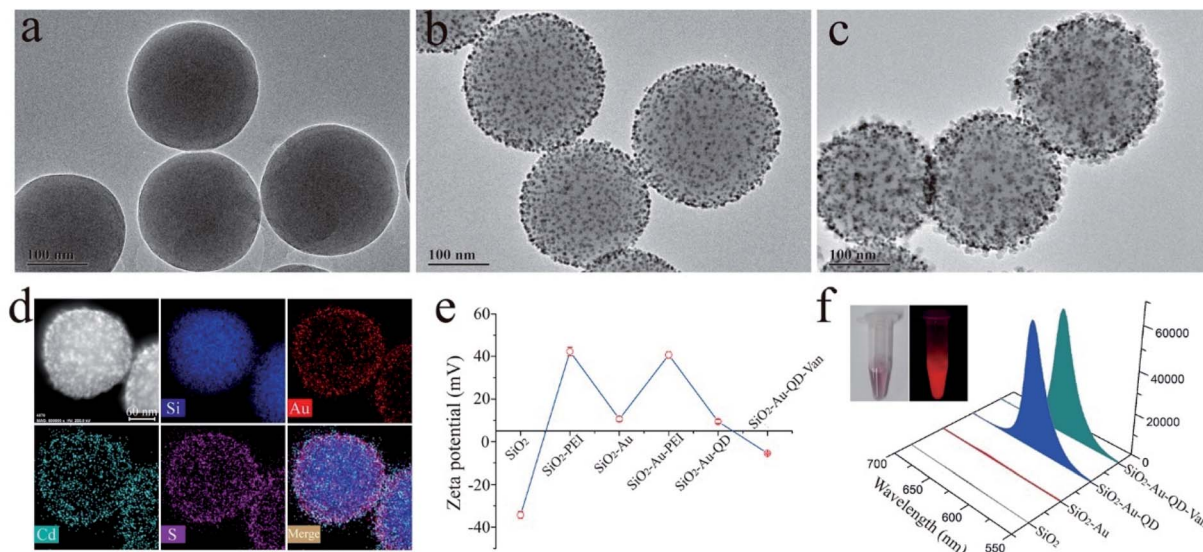 a
100 nm
b
100 nm
c
100 nm
d
60 nm
Si
Au
Cd
S
Merge
e
Zeta potential (mV)
60
40
20
0
-20
-40
SiO₂
SiO₂-PEI
SiO₂-Au
SiO₂-Au-PEI
SiO₂-Au-QD
SiO₂-Au-QD-Van
f
60000
40000
20000
0
700
650
600
550
Wavelength (nm)
SiO₂
SiO₂-Au
SiO₂-Au-QD
SiO₂-Au-QD-Van